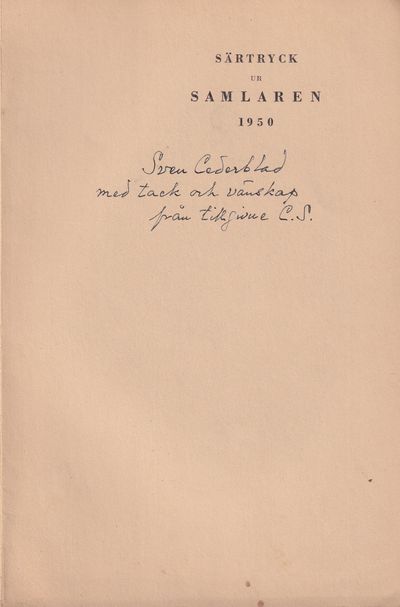 SÄRTRYCK
UR
SAMLAREN
1950
Sven Cederblad
med tack och vänskap
från tillgivne C.S.